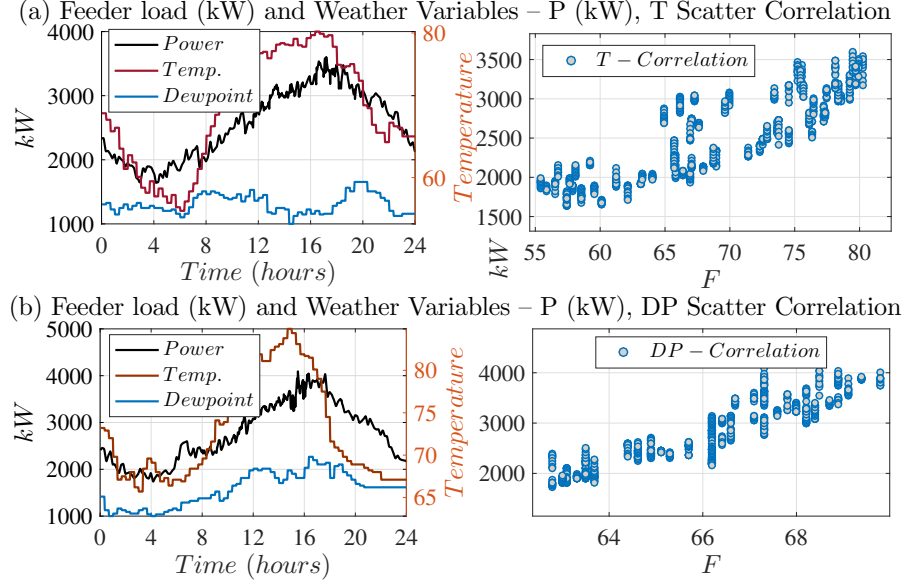 (a) Feeder load (kW) and Weather Variables – P (kW), T Scatter Correlation
4000
3000
2000
1000
kW
Power
Temp.
Dewpoint
80
60
Temperature
0 4 8 12 16 20 24
Time (hours)
T − Correlation
3500
3000
2500
2000
1500
kW
55 60 65 70 75 80
F
(b) Feeder load (kW) and Weather Variables – P (kW), DP Scatter Correlation
5000
4000
3000
2000
1000
kW
Power
Temp.
Dewpoint
80
75
70
65
Temperature
0 4 8 12 16 20 24
Time (hours)
DP − Correlation
4000
3000
2000
1000
64 66 68
F